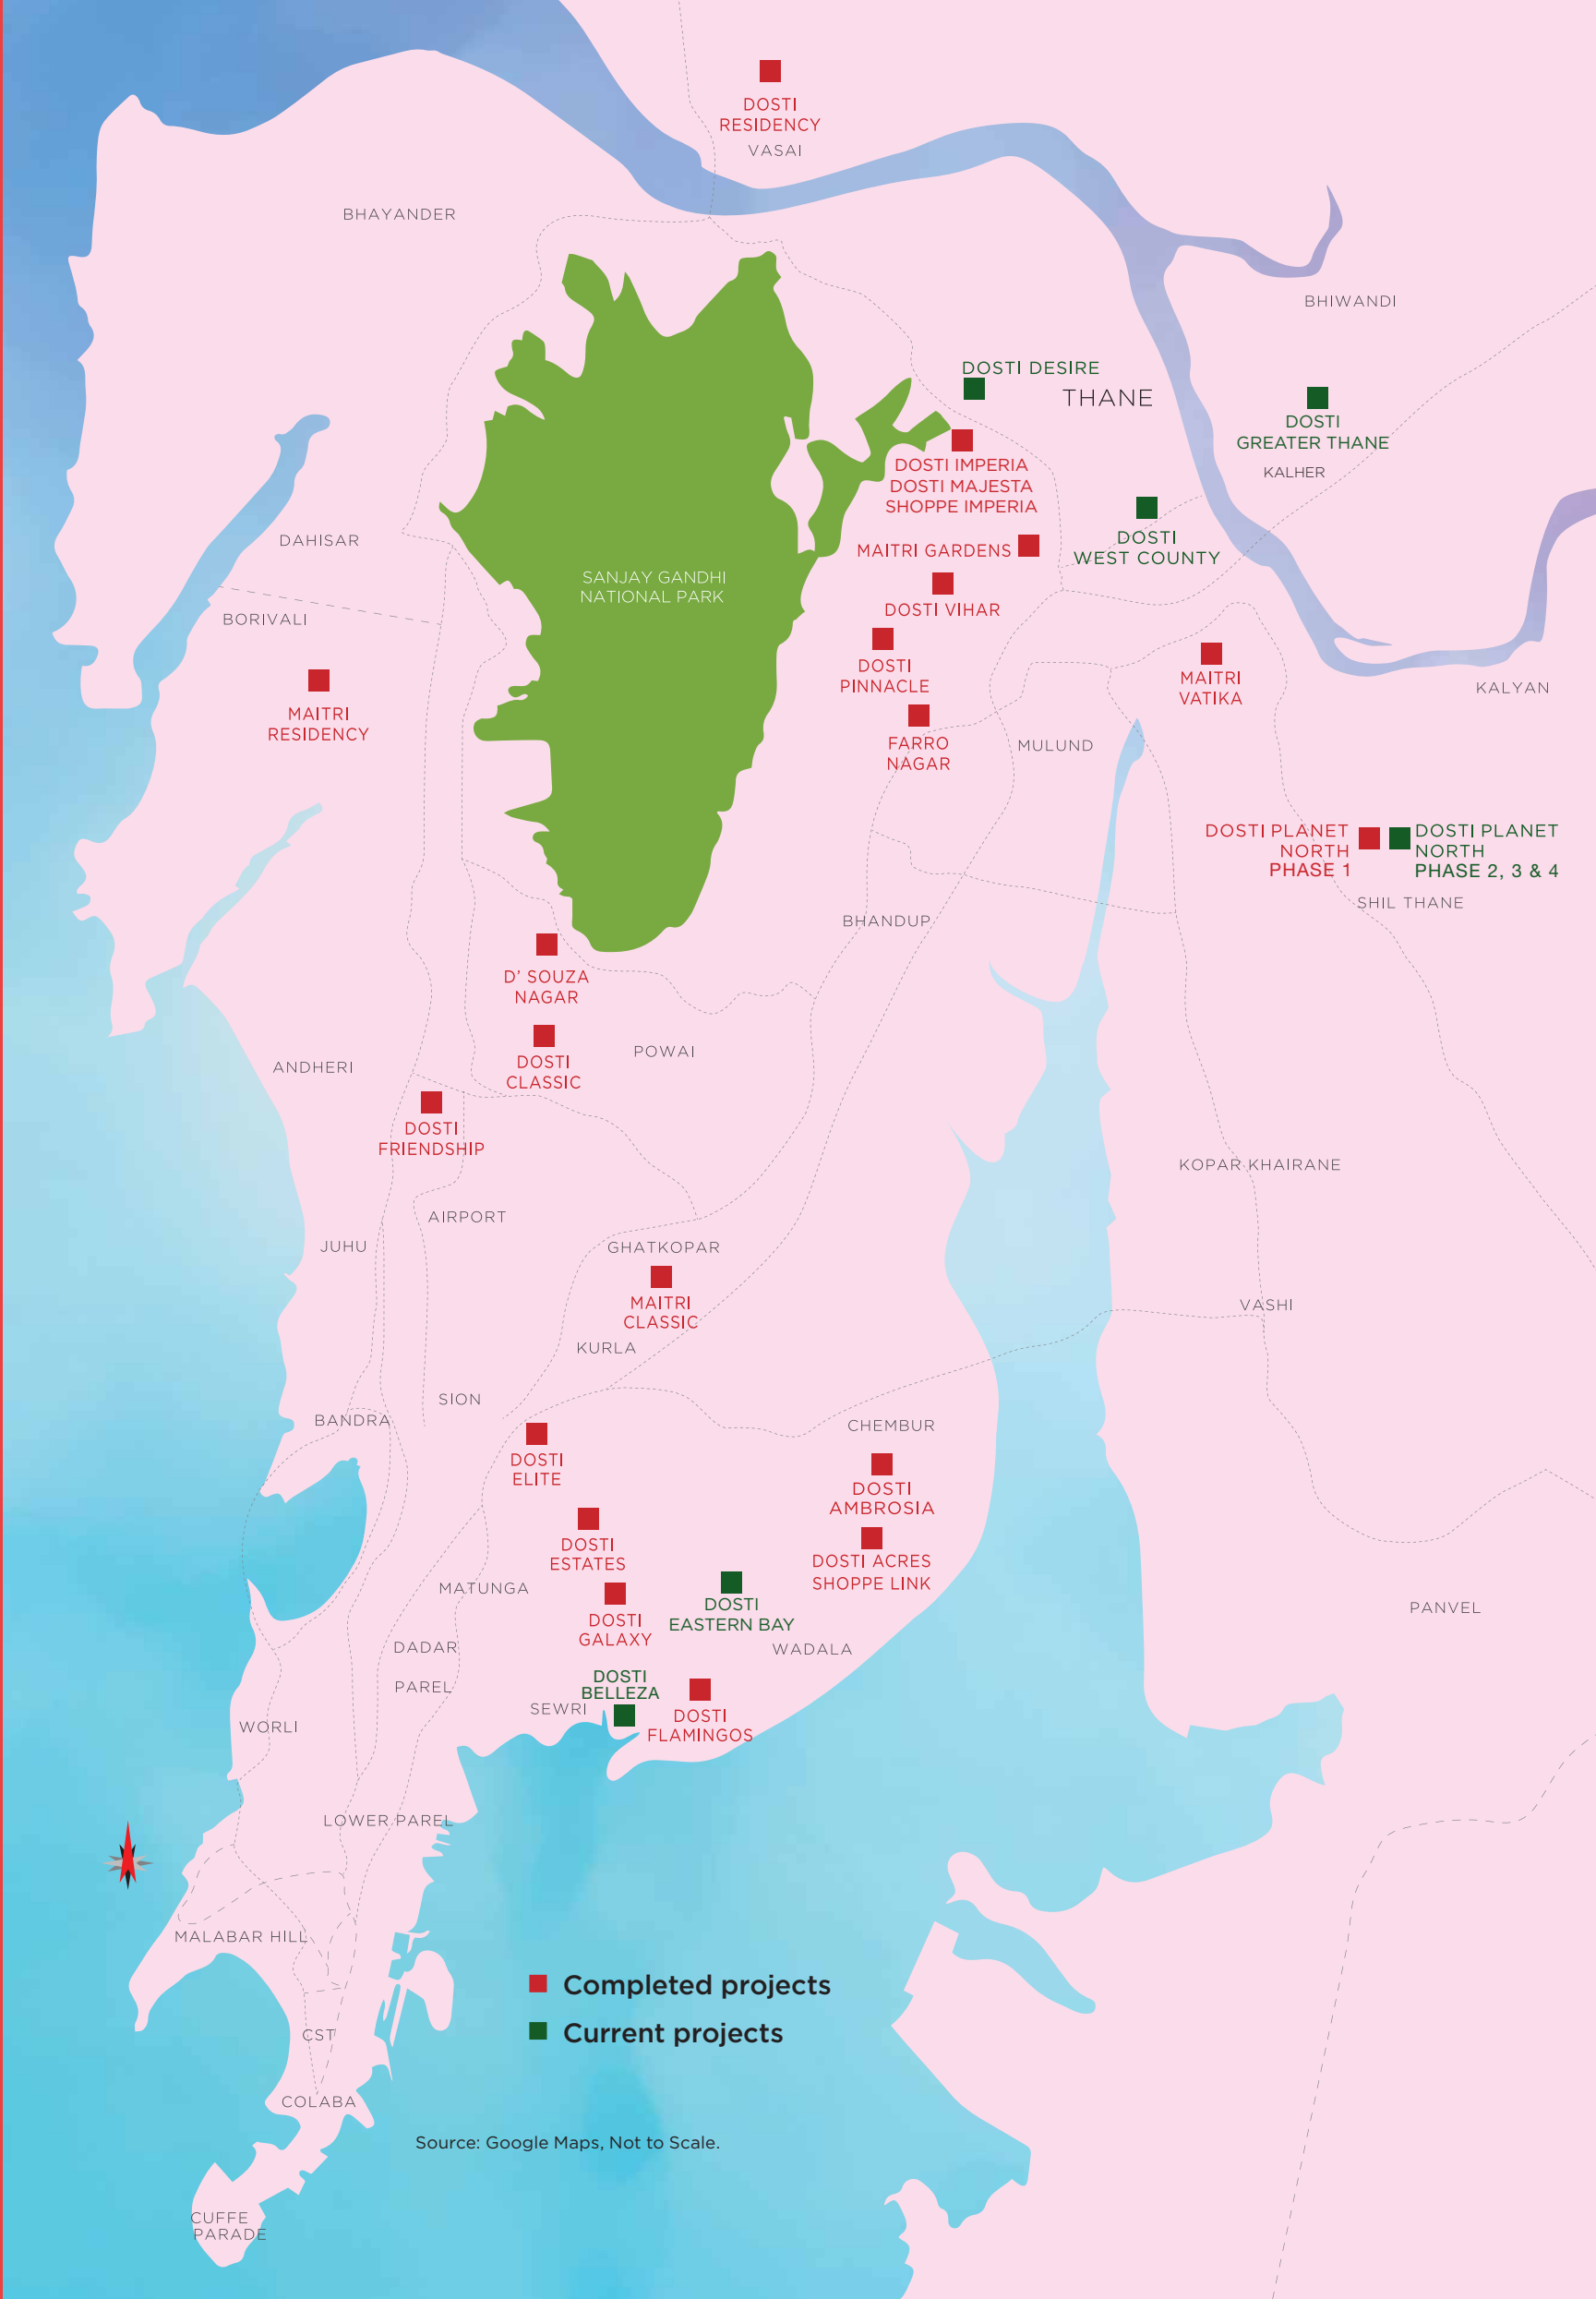 DOSTI
RESIDENCY
VASAI
BHAYANDER
BHIWANDI
DOSTI DESIRE
THANE
DOSTI
GREATER THANE
KALHER
DOSTI IMPERIA
DOSTI MAJESTA
SHOPPE IMPERIA
DOSTI
WEST COUNTY
DAHISAR
MAITRI GARDENS
SANJAY GANDHI
NATIONAL PARK
DOSTI VIHAR
BORIVALI
DOSTI
PINNACLE
MAITRI
VATIKA
KALYAN
MAITRI
RESIDENCY
FARRO
NAGAR
MULUND
DOSTI PLANET
NORTH
PHASE 1
DOSTI PLANET
NORTH
PHASE 2, 3 & 4
SHIL THANE
BHANDUP
D' SOUZA
NAGAR
DOSTI
CLASSIC
POWAI
ANDHERI
DOSTI
FRIENDSHIP
KOPAR KHAIRANE
AIRPORT
JUHU
GHATKOPAR
MAITRI
CLASSIC
VASHI
KURLA
SION
BANDRA
CHEMBUR
DOSTI
ELITE
DOSTI
AMBROSIA
DOSTI
ESTATES
DOSTI ACRES
SHOPPE LINK
MATUNGA
DOSTI
EASTERN BAY
PANVEL
DOSTI
GALAXY
DADAR
WADALA
PAREL
DOSTI
BELLEZA
SEWRI
DOSTI
FLAMINGOS
WORLI
LOWER PAREL
MALABAR HILL
Completed projects
Current projects
CST
COLABA
Source: Google Maps, Not to Scale.
CUFFE
PARADE